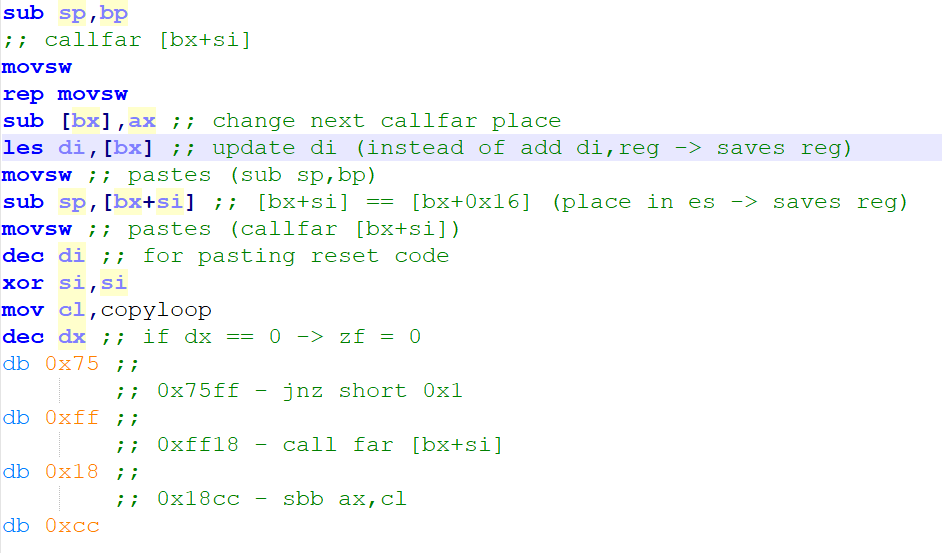 sub sp,bp
;; callfar [bx+si]
movsw
rep movsw
sub [bx],ax ;; change next callfar place
les di,[bx] ;; update di (instead of add di,reg -> saves reg)
movsw ;; pastes (sub sp,bp)
sub sp,[bx+si] ;; [bx+si] == [bx+0x16] (place in es -> saves reg)
movsw ;; pastes (callfar [bx+si])
dec di ;; for pasting reset code
xor si,si
mov cl,copyloop
dec dx ;; if dx == 0 -> zf = 0
db 0x75 ;;
;; 0x75ff - jnz short 0x1
db 0xff ;;
;; 0xff18 - call far [bx+si]
db 0x18 ;;
;; 0x18cc - sbb ax,cl
db 0xcc